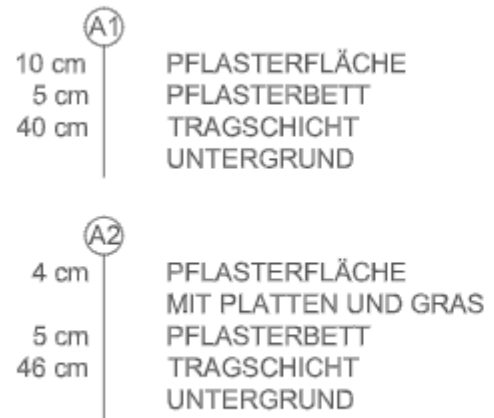 A1
10 cm PFLASTERFLÄCHE
5 cm PFLASTERBETT
40 cm TRAGSCHICHT
UNTERGRUND
A2
4 cm PFLASTERFLÄCHE
MIT PLATTEN UND GRAS
5 cm PFLASTERBETT
46 cm TRAGSCHICHT
UNTERGRUND